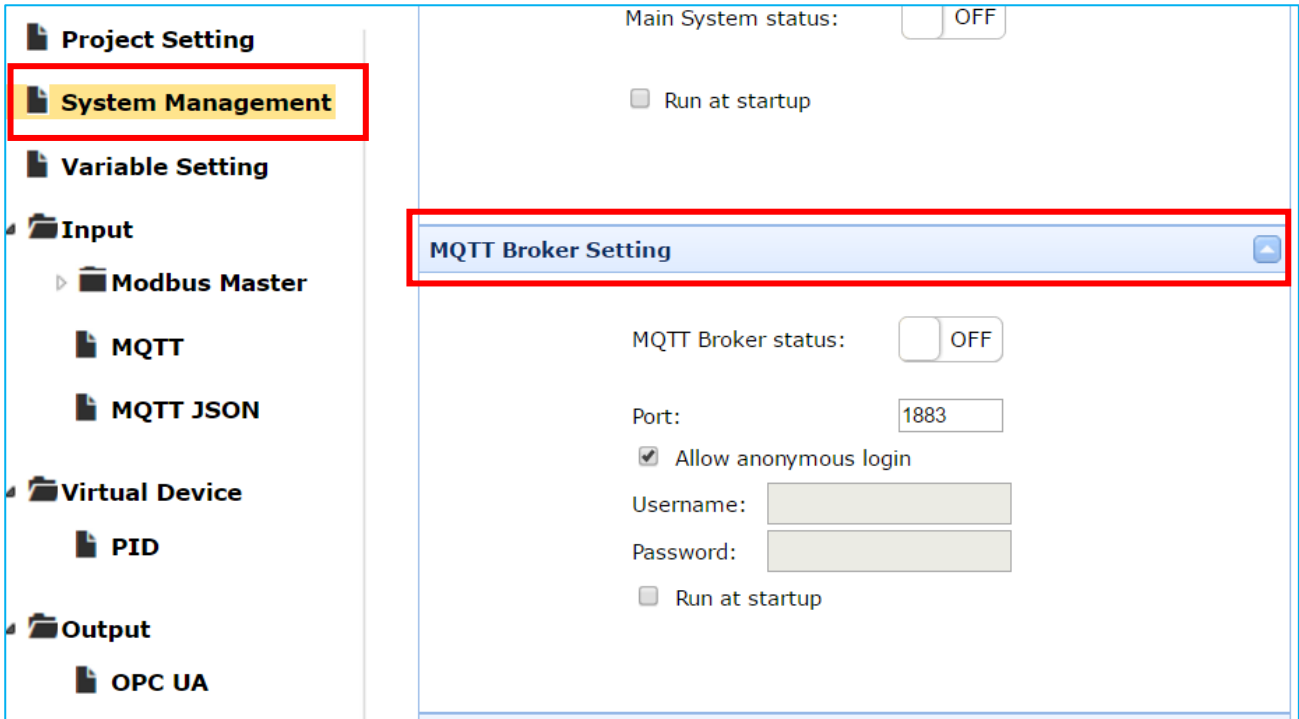 Project Setting
System Management
Variable Setting
Input
Modbus Master
MQTT
MQTT JSON
Virtual Device
PID
Output
OPC UA
Main System status: OFF
Run at startup
MQTT Broker Setting
MQTT Broker status: OFF
Port: 1883
Allow anonymous login
Username:
Password:
Run at startup